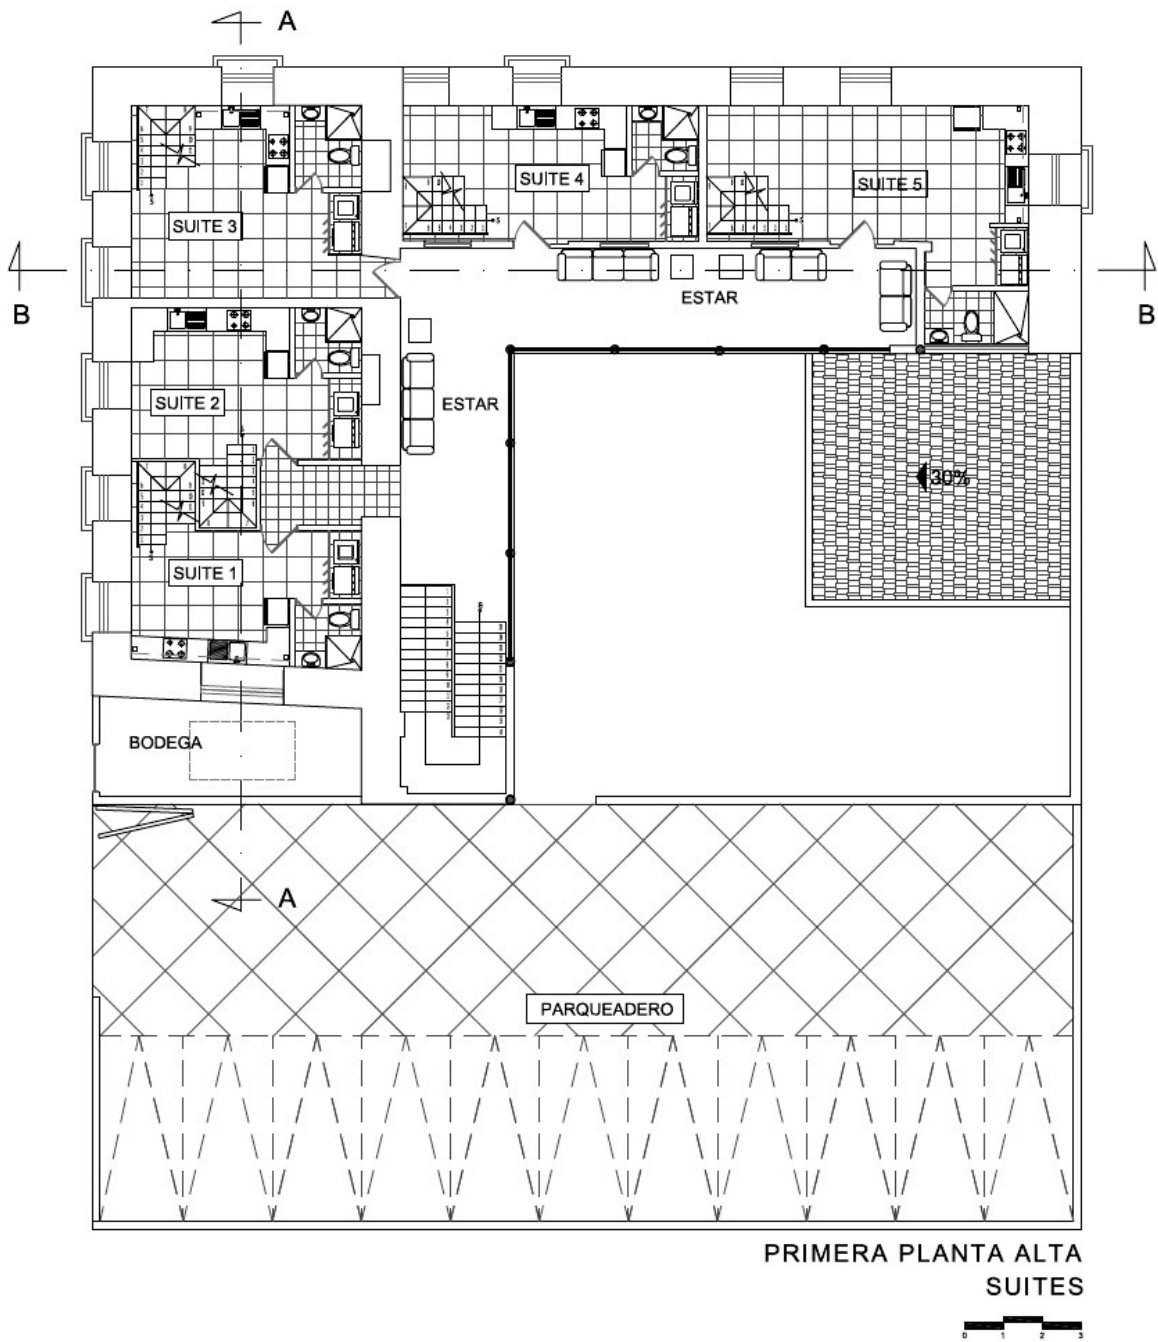 A
SUITE 4
SUITE 5
SUITE 3
B
ESTAR
B
SUITE 2
ESTAR
30%
SUITE 1
BODEGA
A
PARQUEADERO
PRIMERA PLANTA ALTA
SUITES
0 1 2 3